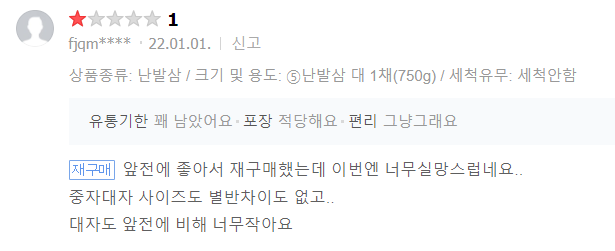 1
fjqm**** · 22.01.01. | 신고
상품종류: 난발삼 / 크기 및 용도: ⑤난발삼 대 1채(750g) / 세척유무: 세척안함
유통기한 꽤 남았어요 · 포장 적당해요 · 편리 그냥그래요
재구매 앞전에 좋아서 재구매했는데 이번엔 너무실망스럽네요..
중자대자 사이즈도 별반차이도 없고..
대자도 앞전에 비해 너무작아요